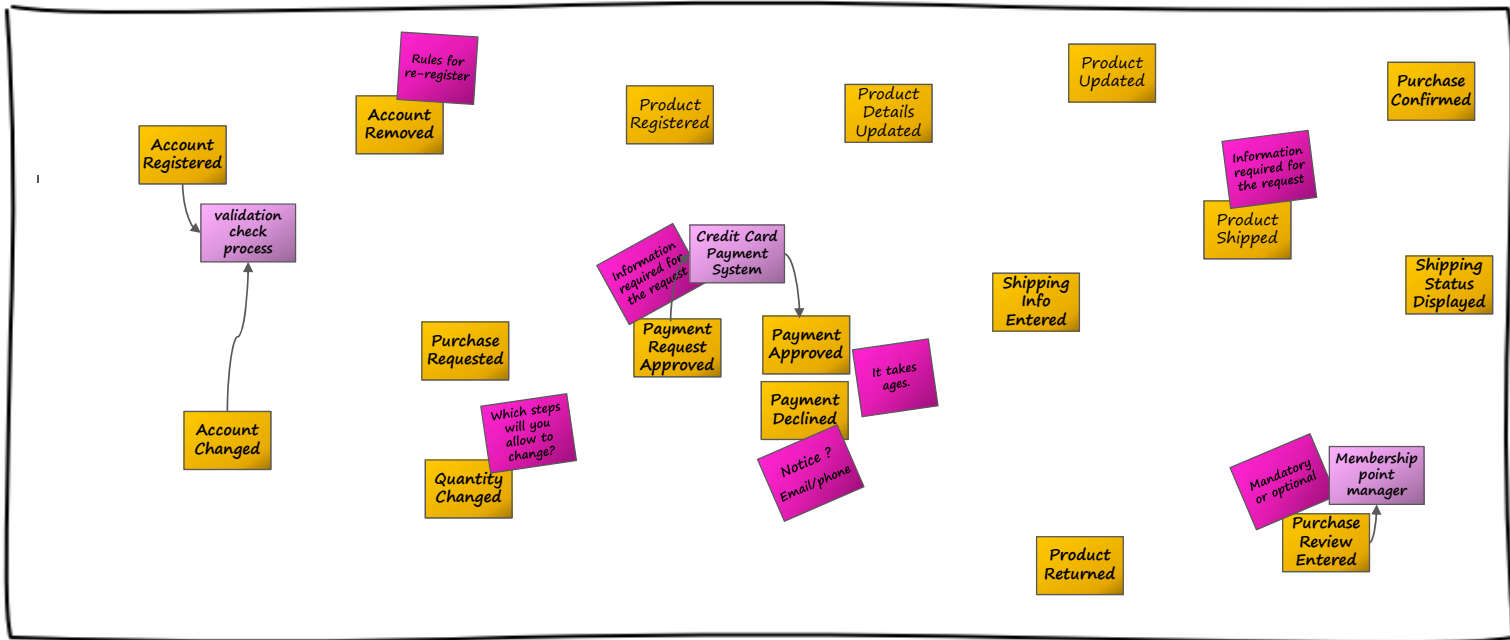 Rules for
re-register
Account
Removed
Account
Registered
validation
check
process
Account
Changed
Product
Registered
Product
Details
Updated
Product
Updated
Purchase
Confirmed
Information
required for
the request
Product
Shipped
Information
required for
the request
Credit Card
Payment
System
Payment
Request
Approved
Payment
Approved
It takes
ages.
Payment
Declined
Notice ?
Email/phone
Purchase
Requested
Which steps
will you
allow to
change?
Quantity
Changed
Shipping
Info
Entered
Shipping
Status
Displayed
Mandatory
or optional
Membership
point
manager
Purchase
Review
Entered
Product
Returned